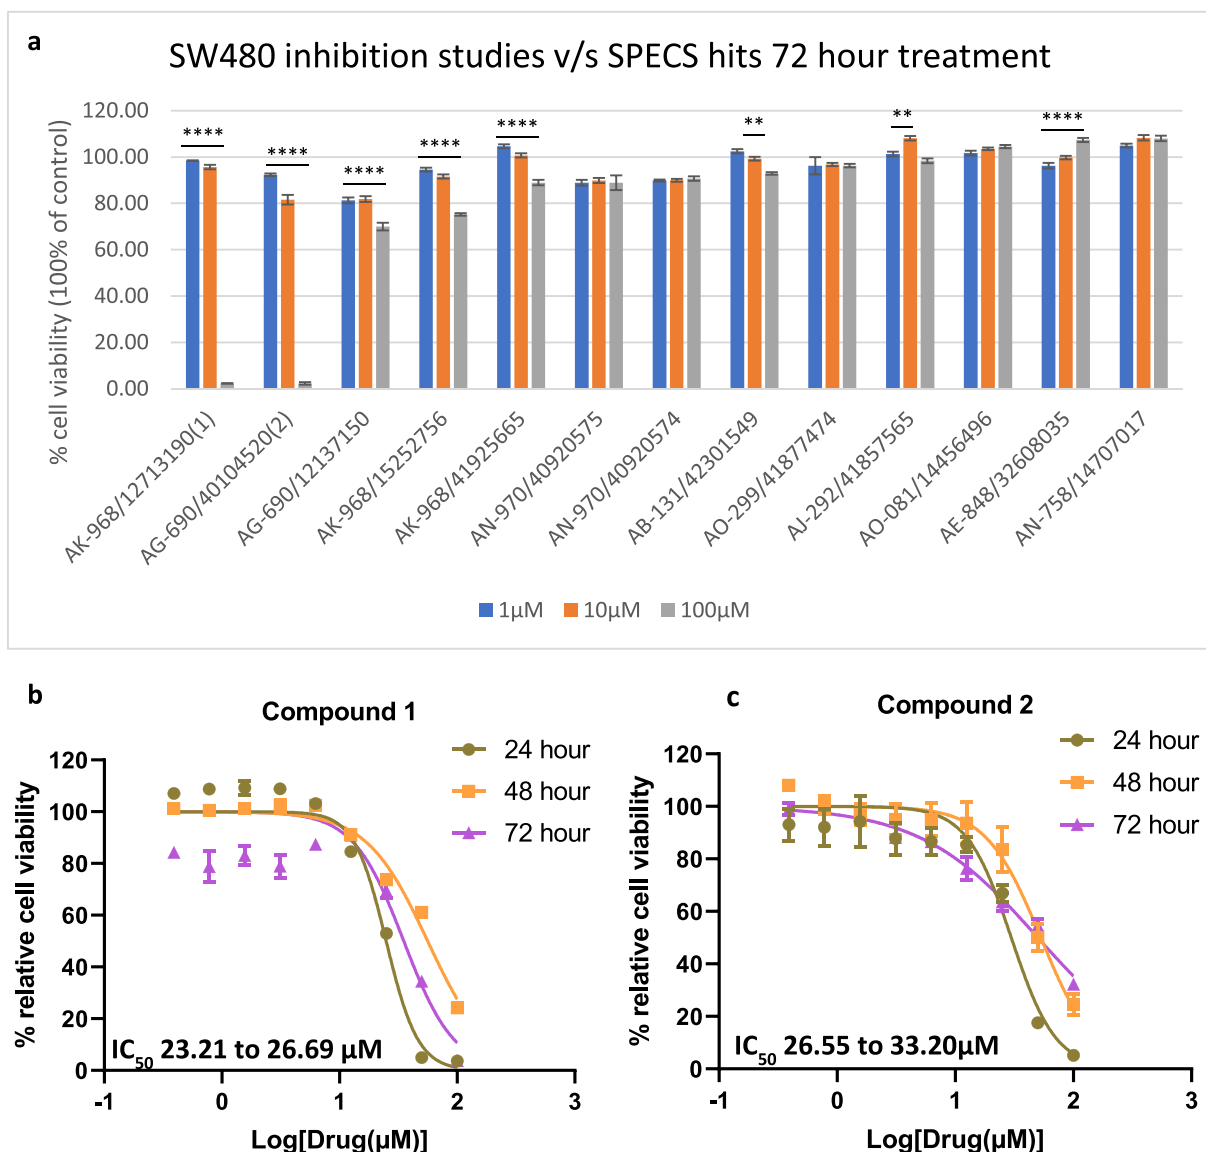 a
SW480 inhibition studies v/s SPECS hits 72 hour treatment
% cell viability (100% of control)
120.00
100.00
80.00
60.00
40.00
20.00
0.00
****
****
****
****
****
**
**
****
AK-968/12713190(1)
AG-690/40104520(2)
AG-690/12137150
AK-968/15252756
AK-968/41925665
AN-970/40920575
AN-970/40920574
AB-131/42301549
AO-299/41877474
AJ-292/41857565
AO-081/14456496
AE-848/32608035
AN-758/14707017
1µM 10µM 100µM
b
Compound 1
24 hour
48 hour
72 hour
% relative cell viability
120
100
80
60
40
20
0
IC50 23.21 to 26.69 µM
-1 0 1 2 3
Log[Drug(µM)]
c
Compound 2
24 hour
48 hour
72 hour
% relative cell viability
120
100
80
60
40
20
0
IC50 26.55 to 33.20µM
-1 0 1 2 3
Log[Drug(µM)]